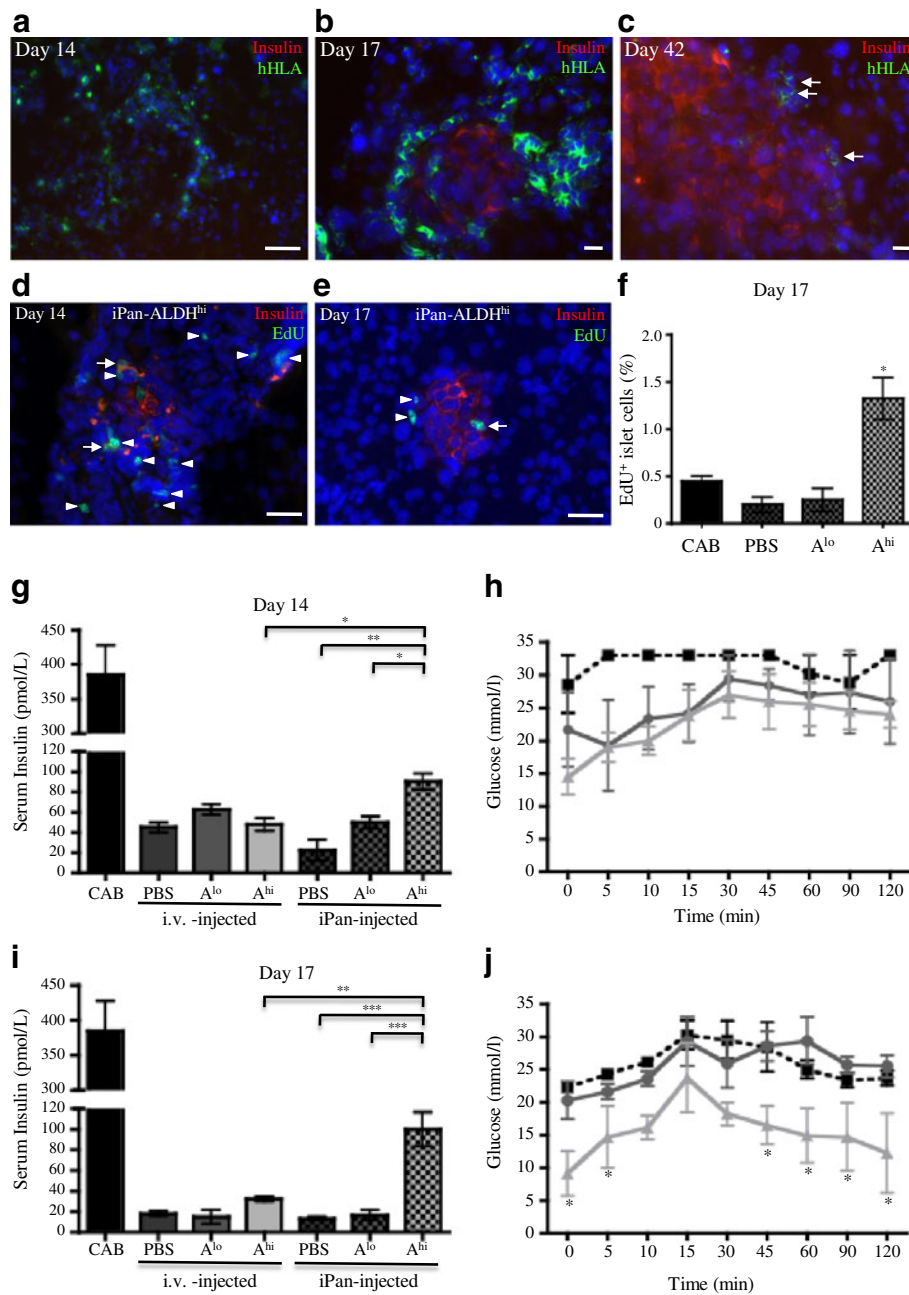 a
Day 14
Insulin
hHLA
b
Day 17
Insulin
hHLA
c
Day 42
Insulin
hHLA
d
Day 14
iPan-ALDHhi
Insulin
EdU
e
Day 17
iPan-ALDHhi
Insulin
EdU
f
Day 17
EdU+ islet cells (%)
2.0
1.5
1.0
0.5
0
*
CAB PBS Alo Ahi
g
Day 14
Serum Insulin (pmol/L)
450
400
350
300
120
100
80
60
40
20
0
*
**
*
CAB PBS Alo Ahi PBS Alo Ahi
i.v. -injected iPan-injected
h
Glucose (mmol/l)
35
30
25
20
15
10
5
0
0 5 10 15 30 45 60 90 120
Time (min)
i
Day 17
Serum Insulin (pmol/L)
450
400
350
300
120
100
80
60
40
20
0
**
***
***
CAB PBS Alo Ahi PBS Alo Ahi
i.v. -injected iPan-injected
j
Glucose (mmol/l)
35
30
25
20
15
10
5
0
* * * * * *
0 5 10 15 30 45 60 90 120
Time (min)